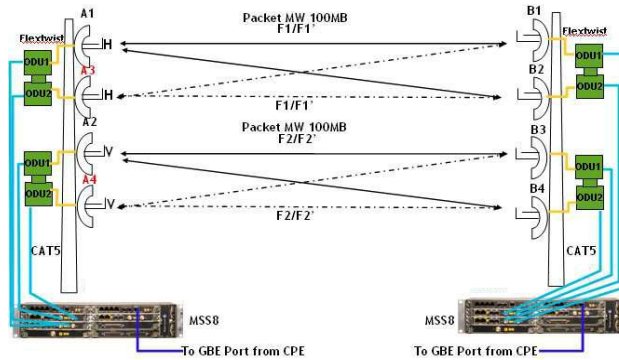 A1
Packet MW 100MB
F1/F1'
B1
Flextwist
Flextwist
ODU1
H
ODU1
A3
B2
ODU2
H
ODU2
F1/F1'
A2
Packet MW 100MB
F2/F2'
B3
ODU1
V
ODU1
A4
B4
ODU2
V
ODU2
F2/F2'
CAT5
CAT5
MSS8
MSS8
To GBE Port from CPE
To GBE Port from CPE